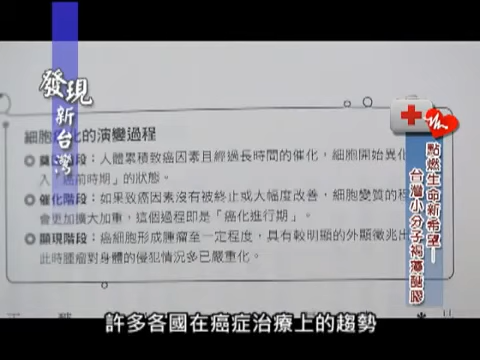 發現
新台灣
細胞癌化的演變過程
階段：人體累積致癌因素且經過長時間的催化，細胞開始異化
入「癌前時期」的狀態。
催化階段：如果致癌因素沒有被終止或大幅度改善，細胞變質的程
會更加擴大加重，這個過程即是「癌化進行期」。
顯現階段：癌細胞形成腫瘤至一定程度，具有較明顯的外顯徵兆出
此時腫瘤對身體的侵犯情況多已嚴重化。
點燃生命新希望─
台灣小分子褐藻醣膠
許多各國在癌症治療上的趨勢